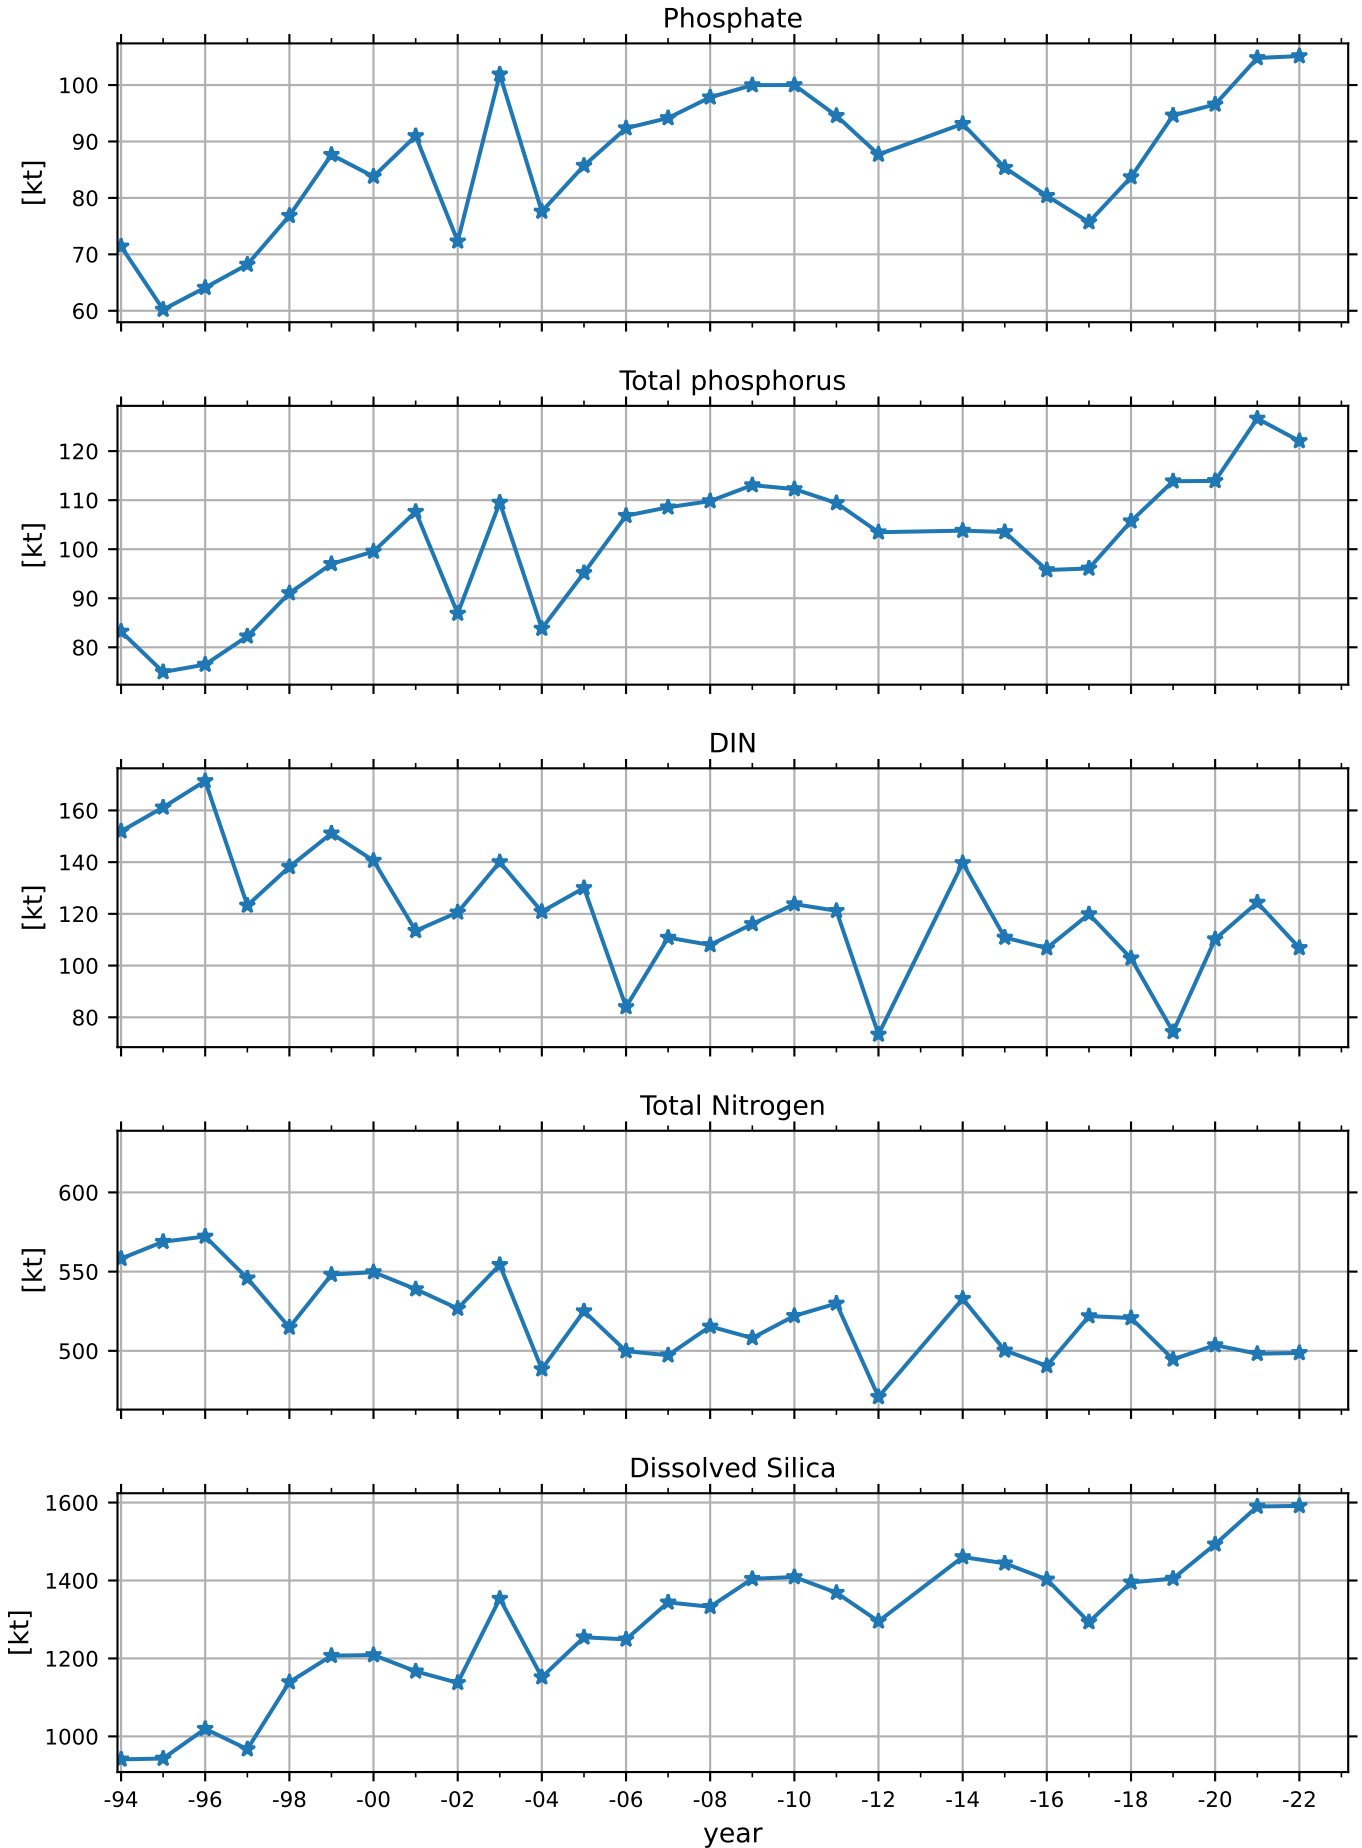 Phosphate
[kt]
100
90
80
70
60
Total phosphorus
[kt]
120
110
100
90
80
DIN
[kt]
160
140
120
100
80
Total Nitrogen
[kt]
600
550
500
Dissolved Silica
[kt]
1600
1400
1200
1000
-94 -96 -98 -00 -02 -04 -06 -08 -10 -12 -14 -16 -18 -20 -22
year